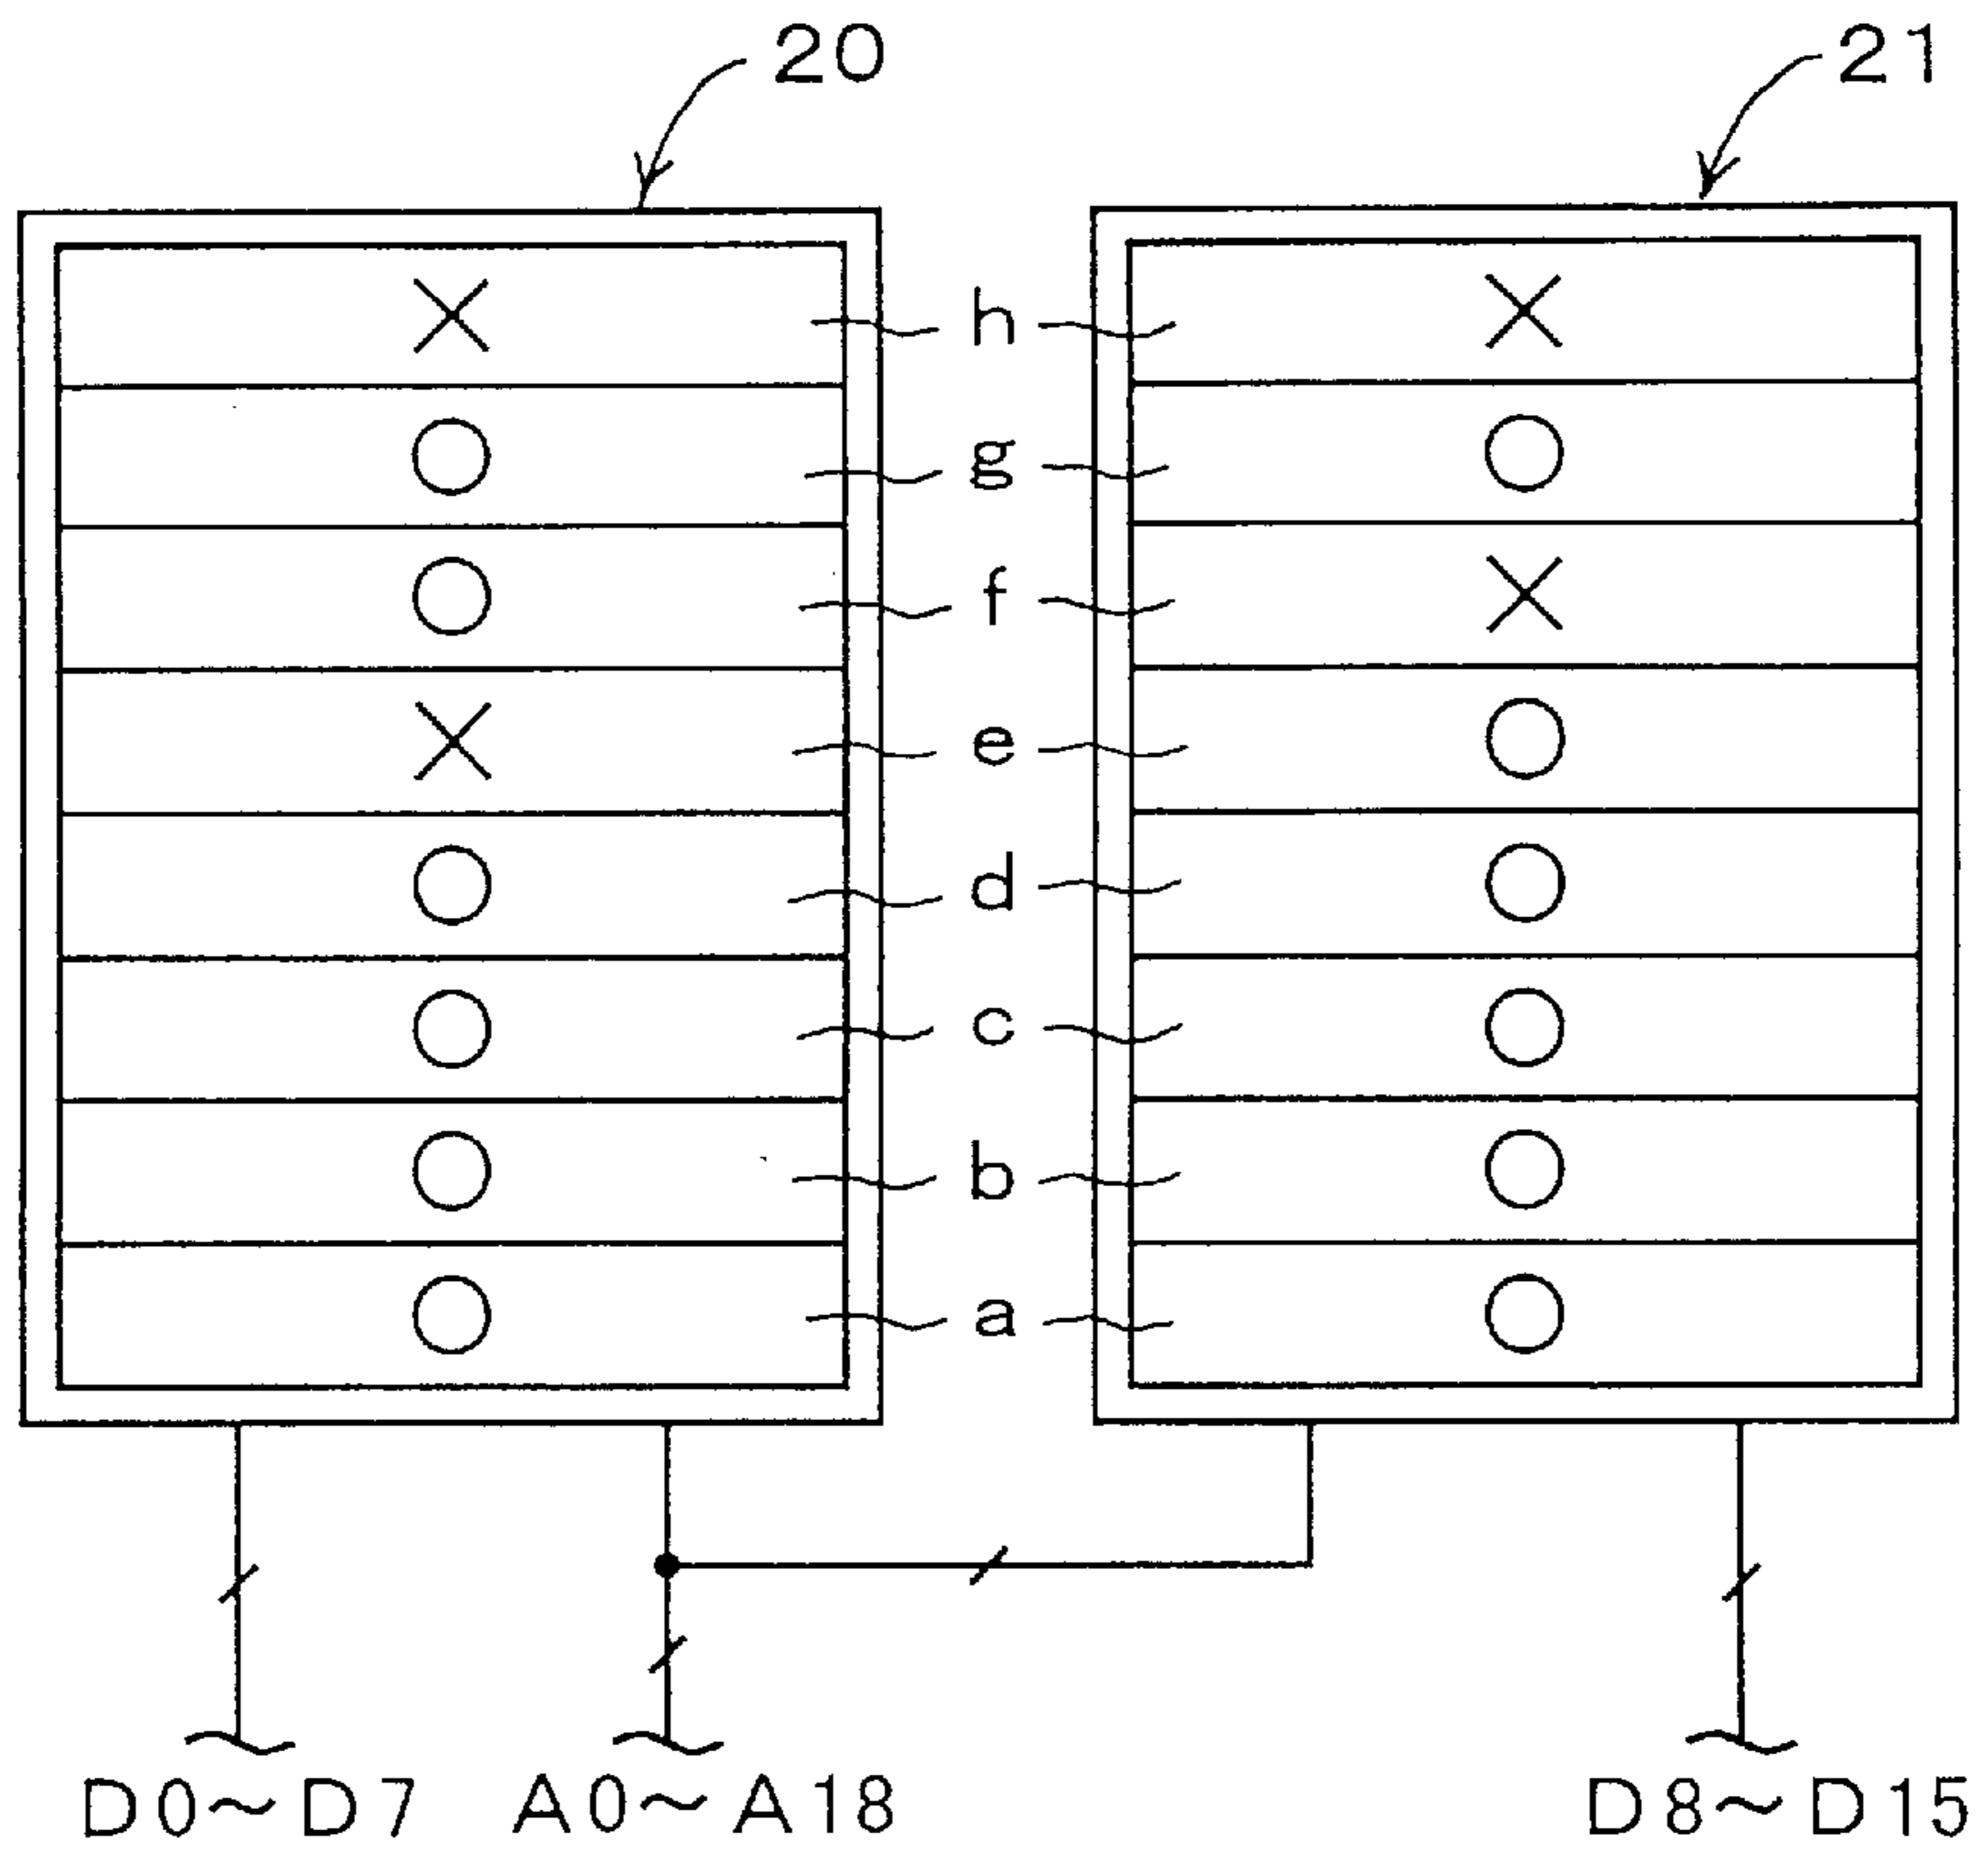 20 21
× ×
h
○ ○
g
○ ×
f
× ○
e
○ ○
d
○ ○
c
○ ○
b
○ ○
a
D0～D7 A0～A18 D8～D15